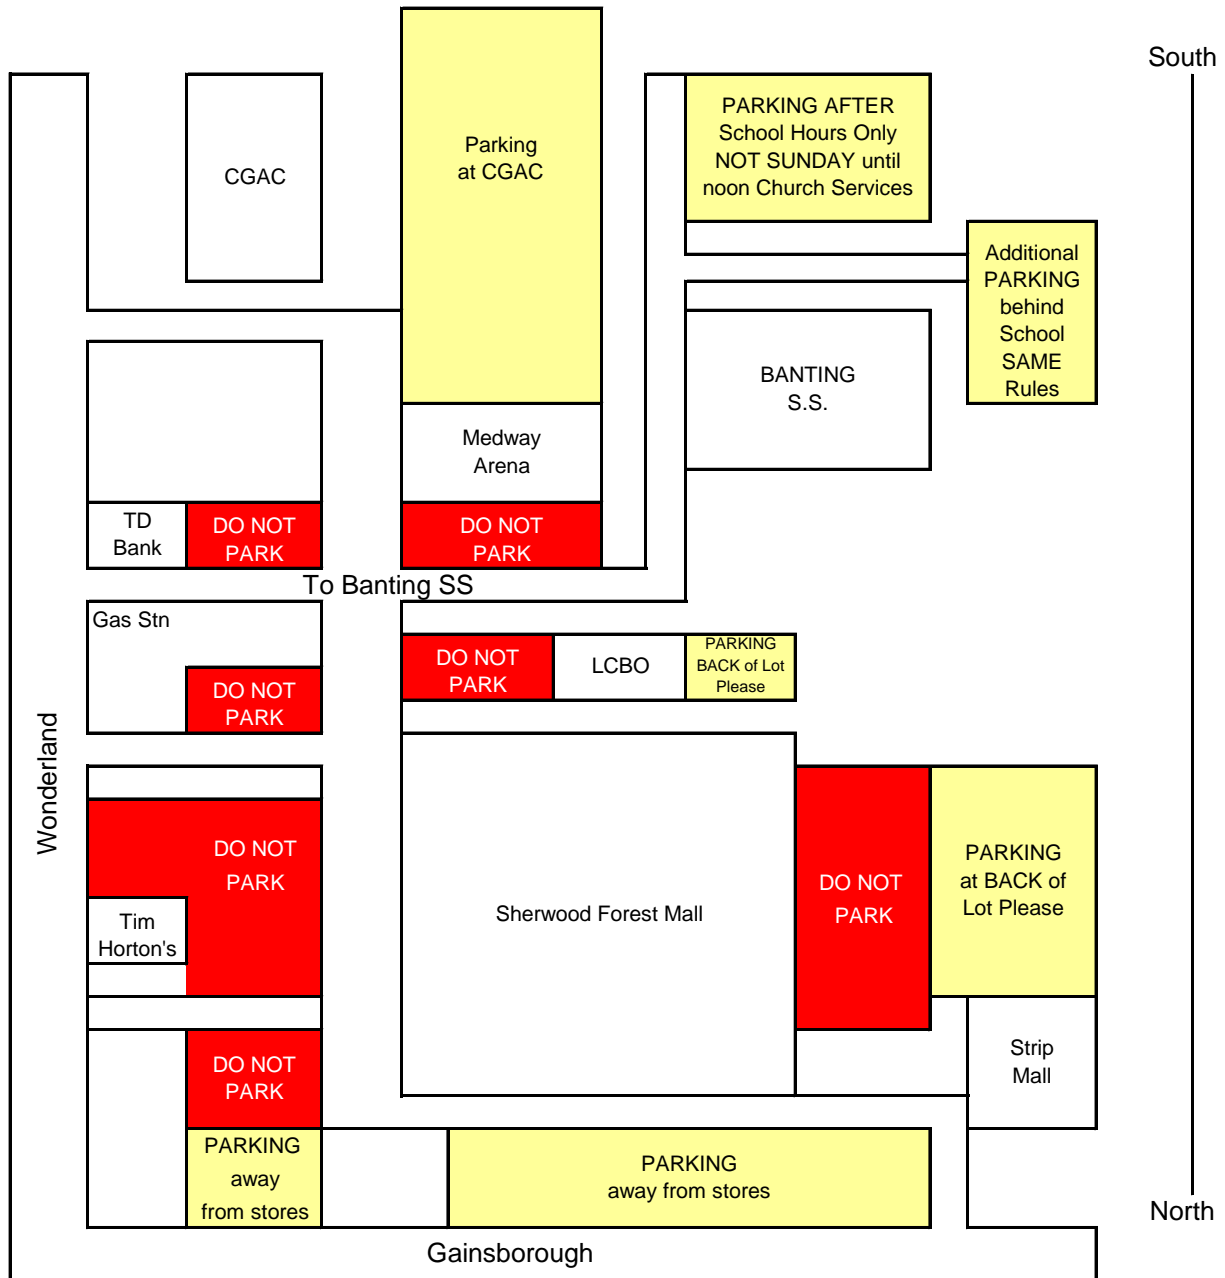 South
PARKING AFTER
School Hours Only
NOT SUNDAY until
noon Church Services
Parking
at CGAC
CGAC
Additional
PARKING
behind
School
SAME
Rules
BANTING
S.S.
Medway
Arena
TD
Bank
DO NOT
PARK
DO NOT
PARK
To Banting SS
Gas Stn
DO NOT
PARK
DO NOT
PARK
LCBO
PARKING
BACK of Lot
Please
Wonderland
DO NOT
PARK
Tim
Horton's
Sherwood Forest Mall
DO NOT
PARK
PARKING
at BACK of
Lot Please
DO NOT
PARK
Strip
Mall
PARKING
away
from stores
PARKING
away from stores
North
Gainsborough